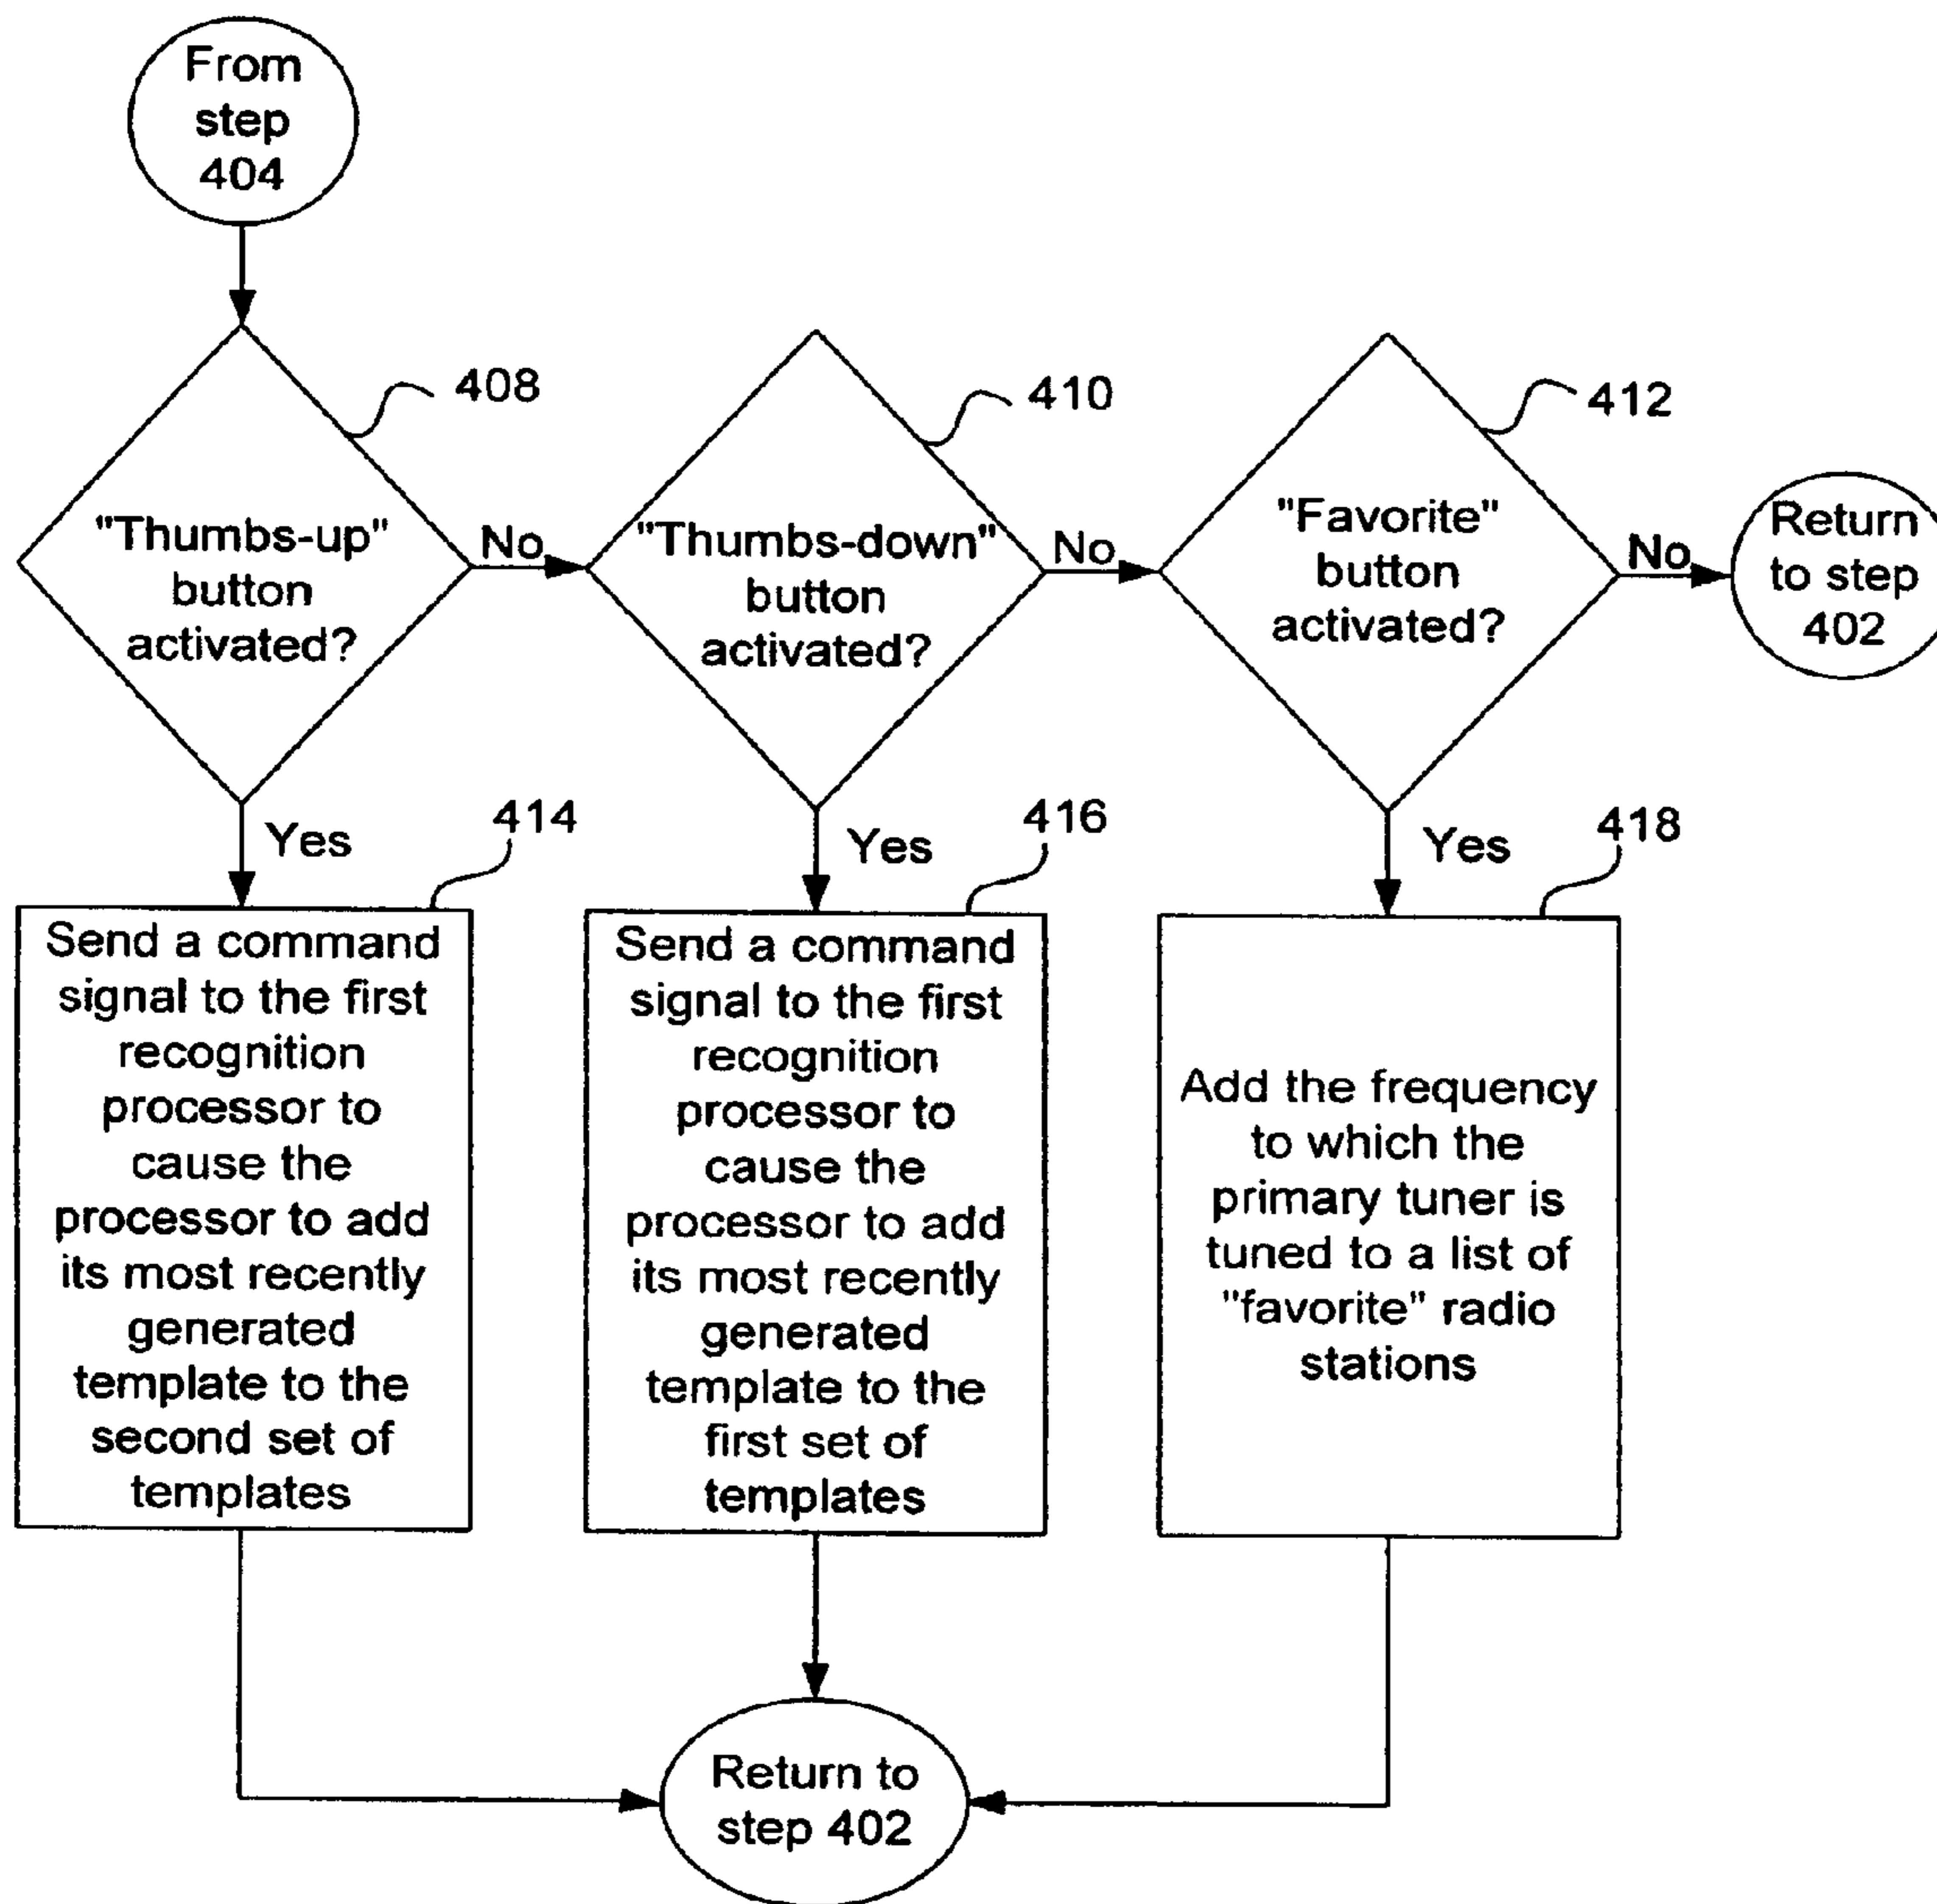 From
step
404
408
"Thumbs-up"
button
activated?
No
410
"Thumbs-down"
button
activated?
No
412
"Favorite"
button
activated?
No
Return
to step
402
Yes
414
Send a command
signal to the first
recognition
processor to
cause the
processor to add
its most recently
generated
template to the
second set of
templates
Yes
416
Send a command
signal to the first
recognition
processor to
cause the
processor to add
its most recently
generated
template to the
first set of
templates
Yes
418
Add the frequency
to which the
primary tuner is
tuned to a list of
"favorite" radio
stations
Return to
step 402